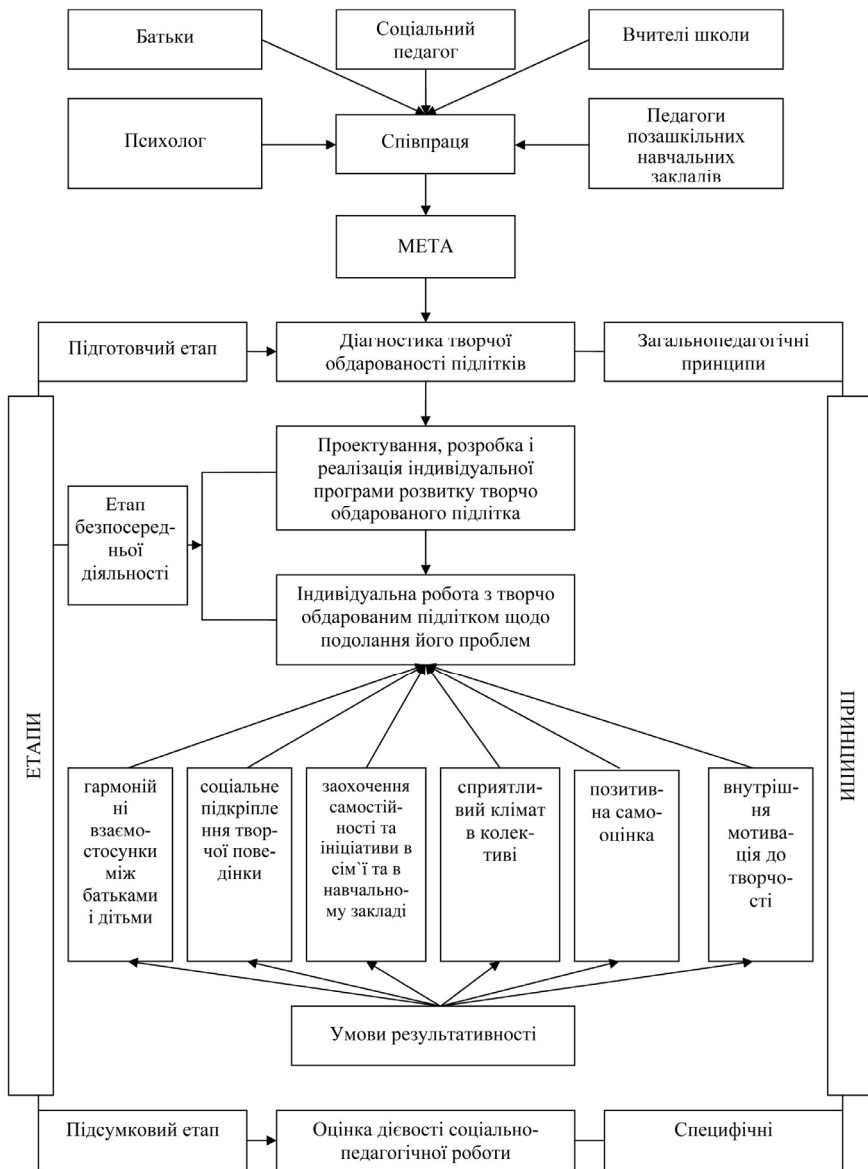 Батьки
Соціальний
педагог
Вчителі школи
Психолог
Співпраця
Педагоги
позашкільних
навчальних
закладів
МЕТА
Підготовчий етап
Діагностика творчої
обдарованості підлітків
Загальнопедагогічні
принципи
Проектування, розробка і
реалізація індивідуальної
програми розвитку творчо
обдарованого підлітка
Етап
безпосеред-
ньої
діяльності
Індивідуальна робота з творчо
обдарованим підлітком щодо
подолання його проблем
ЕТАПИ
ПРИНЦИПИ
гармоній
ні
взаємо-
стосунки
між
батьками
і дітьми
соціальне
підкріпле
ння твор-
чої пове-
дінки
заохочення
самостій-
ності та
ініціативи в
сім`ї та в
навчально
му закладі
сприятли-
вий клімат
в колек-
тиві
позитив-
на само-
оцінка
внутріш-
ня
мотива-
ція до
творчо-
сті
Умови результативності
Підсумковий етап
Оцінка дієвості соціально-
педагогічної роботи
Специфічні